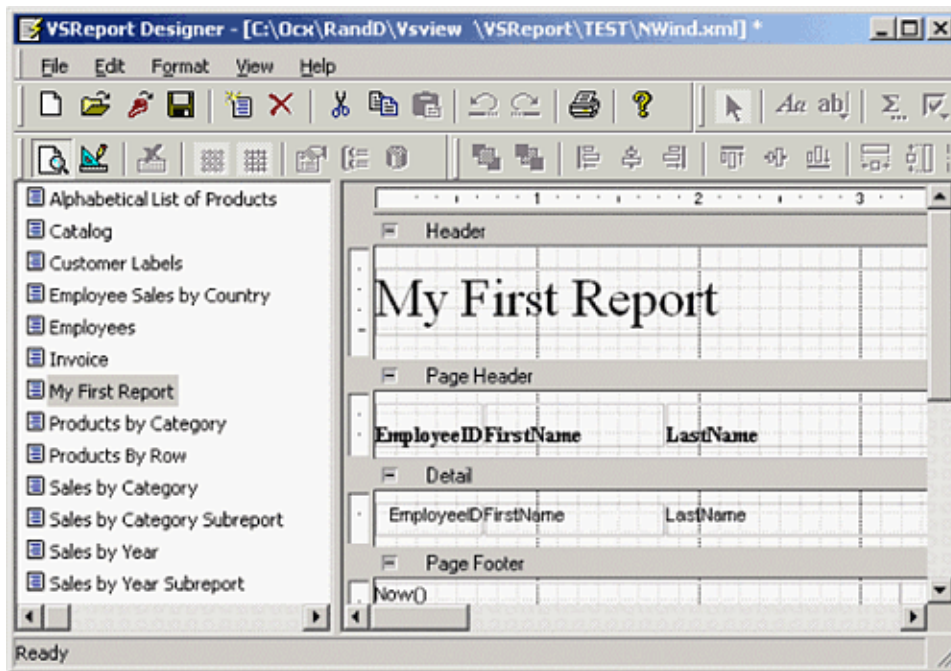 VSReport Designer - [C:\Ocx\RandD\Vsview \VSReport\TEST\NWind.xml] *
File Edit Format View Help
Aa ab
Alphabetical List of Products
Catalog
Customer Labels
Employee Sales by Country
Employees
Invoice
My First Report
Products by Category
Products By Row
Sales by Category
Sales by Category Subreport
Sales by Year
Sales by Year Subreport
1 2 3
Header
My First Report
Page Header
EmployeeID FirstName LastName
Detail
EmployeeID FirstName LastName
Page Footer
Now()
Ready